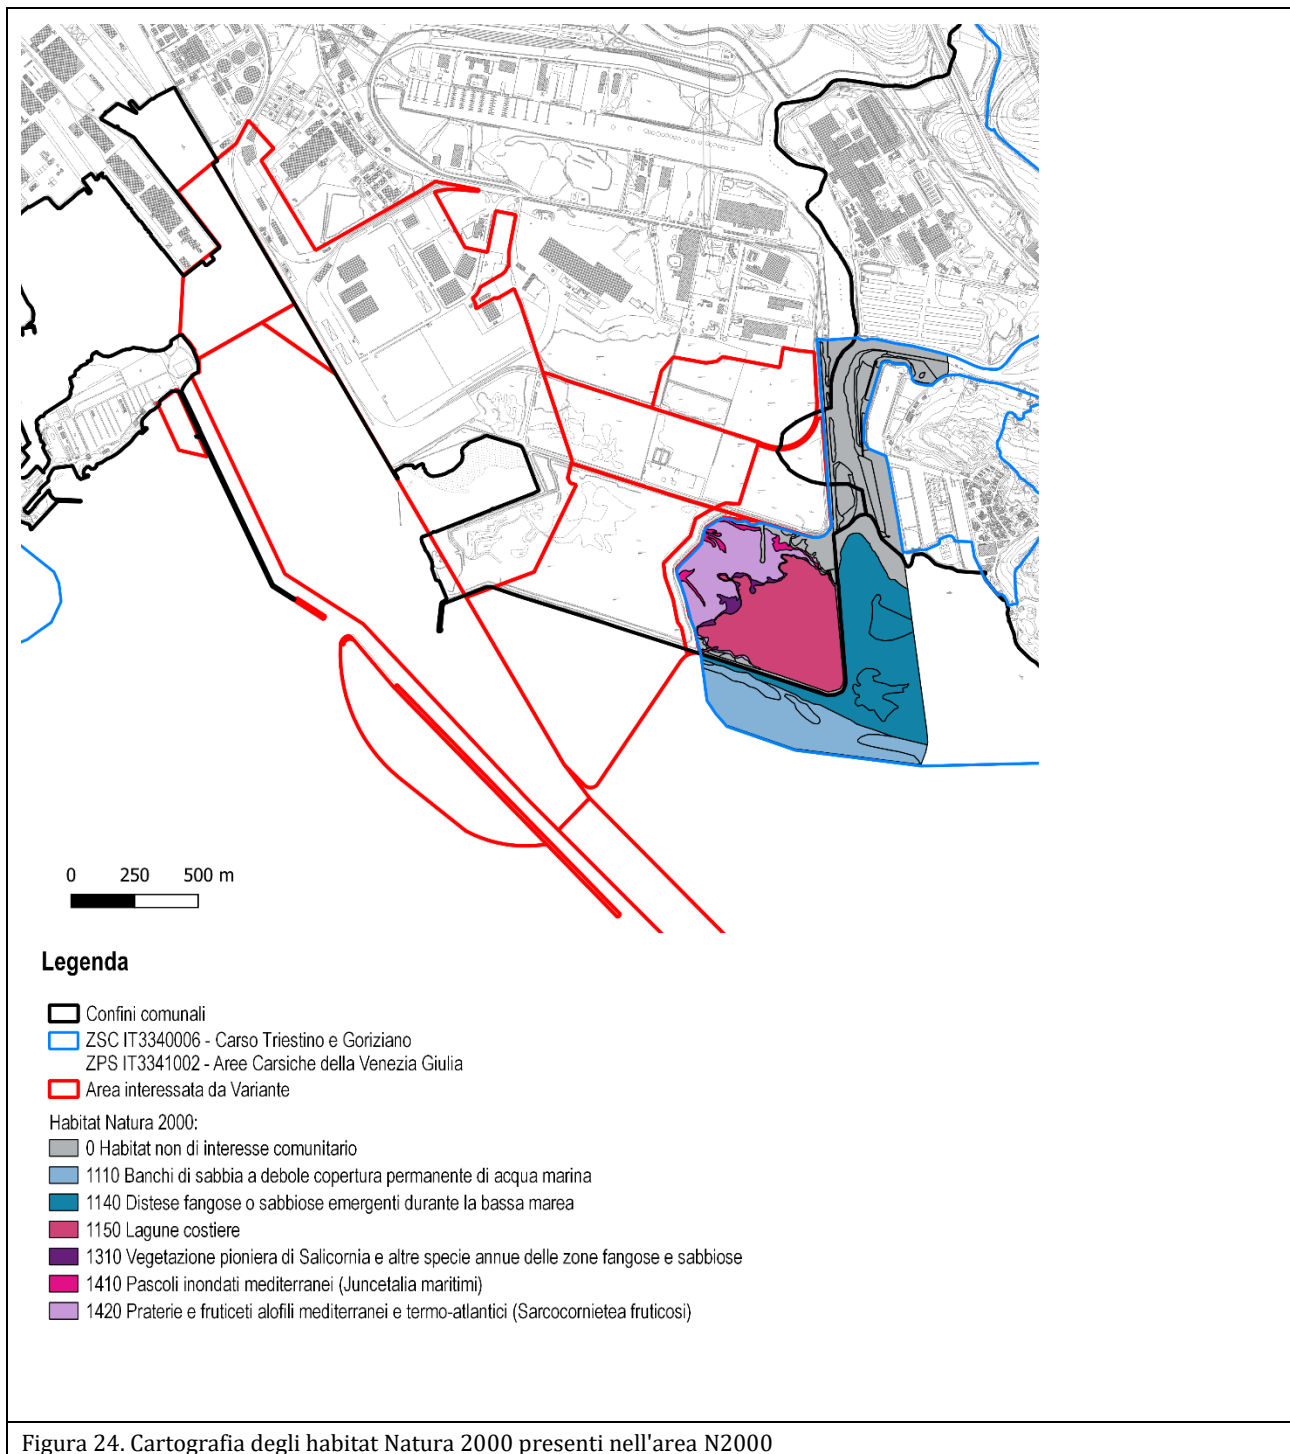 0 250 500 m
Legenda
Confini comunali
ZSC IT3340006 - Carso Triestino e Goriziano
ZPS IT3341002 - Aree Carsiche della Venezia Giulia
Area interessata da Variante
Habitat Natura 2000:
0 Habitat non di interesse comunitario
1110 Banchi di sabbia a debole copertura permanente di acqua marina
1140 Distese fangose o sabbiose emergenti durante la bassa marea
1150 Lagune costiere
1310 Vegetazione pioniera di Salicornia e altre specie annue delle zone fangose e sabbiose
1410 Pascoli inondati mediterranei (Juncetalia maritimi)
1420 Praterie e fruticeti alofili mediterranei e termo-atlantici (Sarcocornietea fruticosi)
Figura 24. Cartografia degli habitat Natura 2000 presenti nell'area N2000